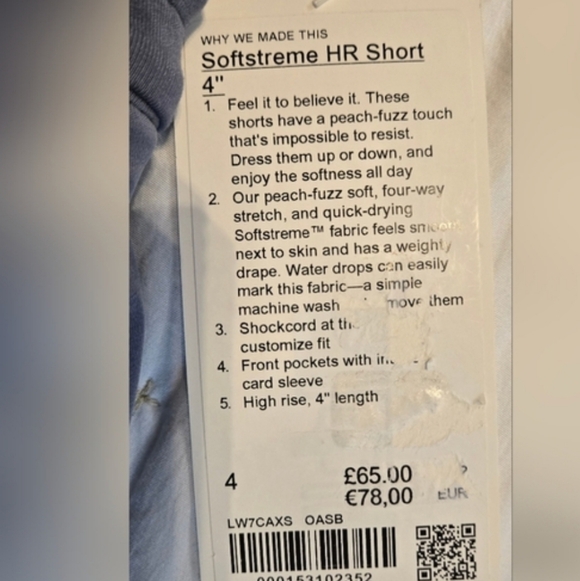 WHY WE MADE THIS
Softstreme HR Short
4"
1. Feel it to believe it. These
shorts have a peach-fuzz touch
that's impossible to resist.
Dress them up or down, and
enjoy the softness all day
2. Our peach-fuzz soft, four-way
stretch, and quick-drying
Softstreme™ fabric feels
next to skin and has a weighty
drape. Water drops can easily
mark this fabric—a simple
machine wash them
3. Shockcord at
customize fit
4. Front pockets with
card sleeve
5. High rise, 4" length
4 £65.00
€78,00 EUR
LW7CAXS OASB